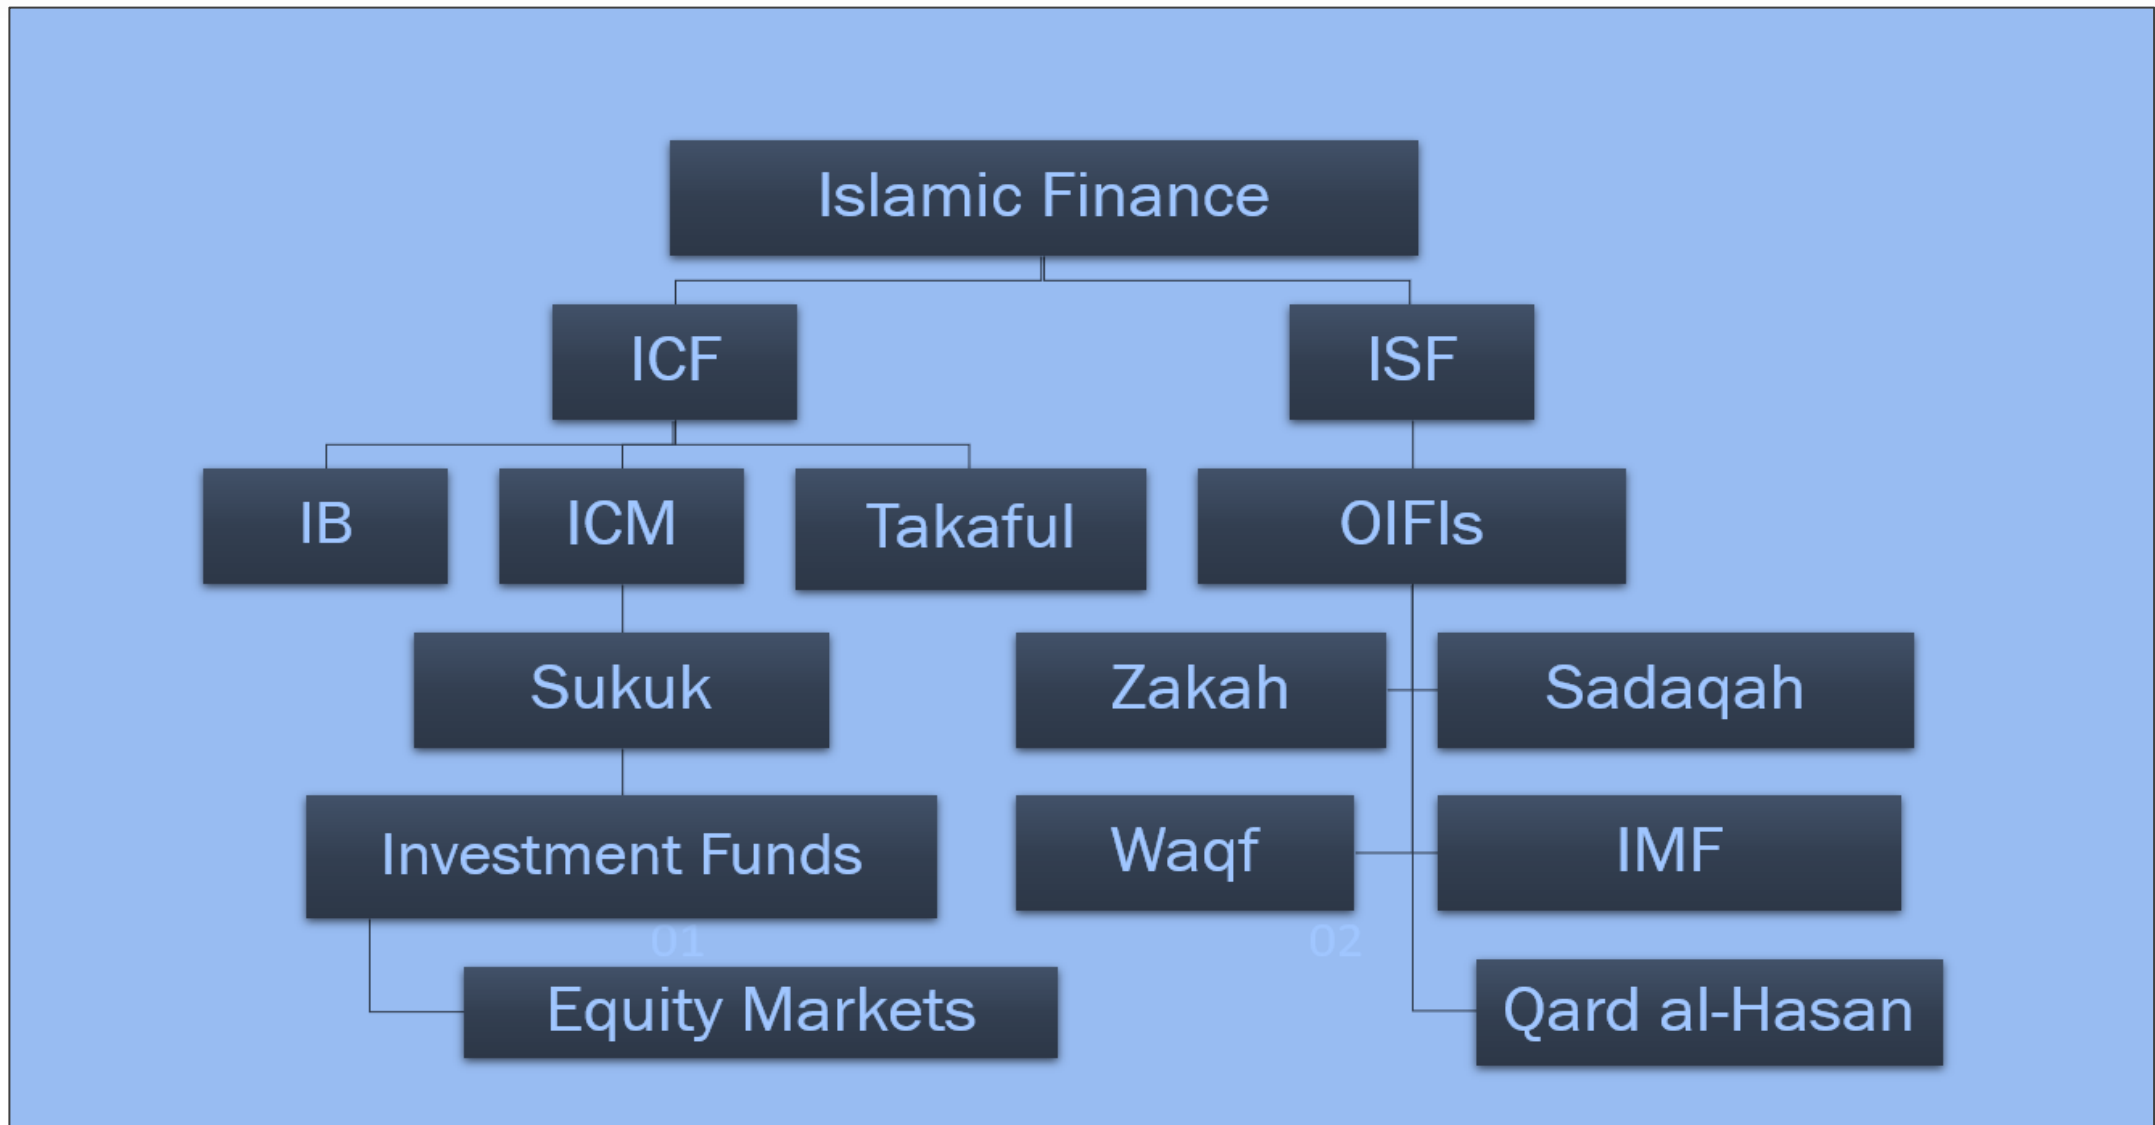 Islamic Finance
ICF
ISF
IB
ICM
Takaful
OIFIs
Sukuk
Zakah
Sadaqah
Investment Funds
Waqf
IMF
01
02
Equity Markets
Qard al-Hasan